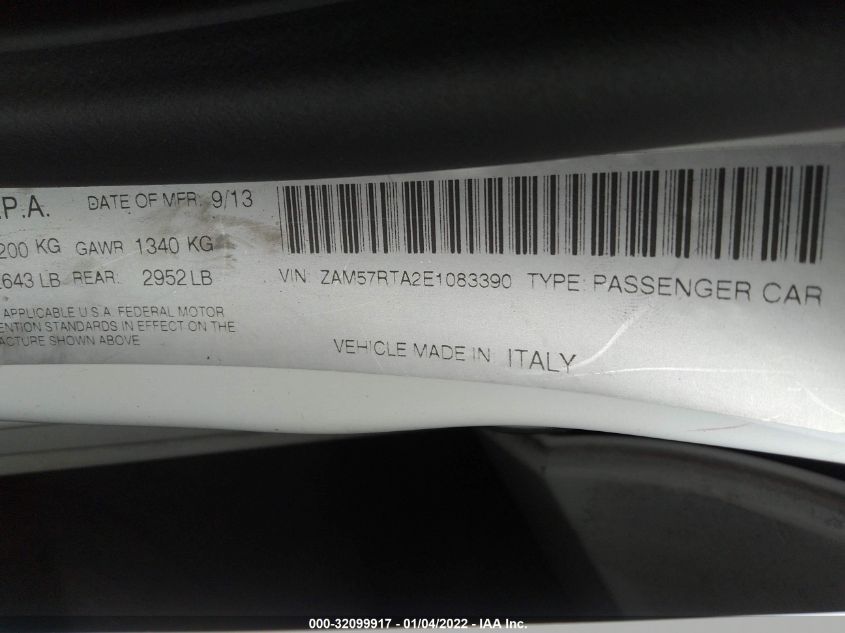 .P.A. DATE OF MFR: 9/13
200 KG GAWR 1340 KG
643 LB REAR: 2952 LB
APPLICABLE U.S.A. FEDERAL MOTOR
ENTION STANDARDS IN EFFECT ON THE
ACTURE SHOWN ABOVE
VIN: ZAM57RTA2E1083390 TYPE: PASSENGER CAR
VEHICLE MADE IN ITALY
000-32099917 - 01/04/2022 - IAA Inc.